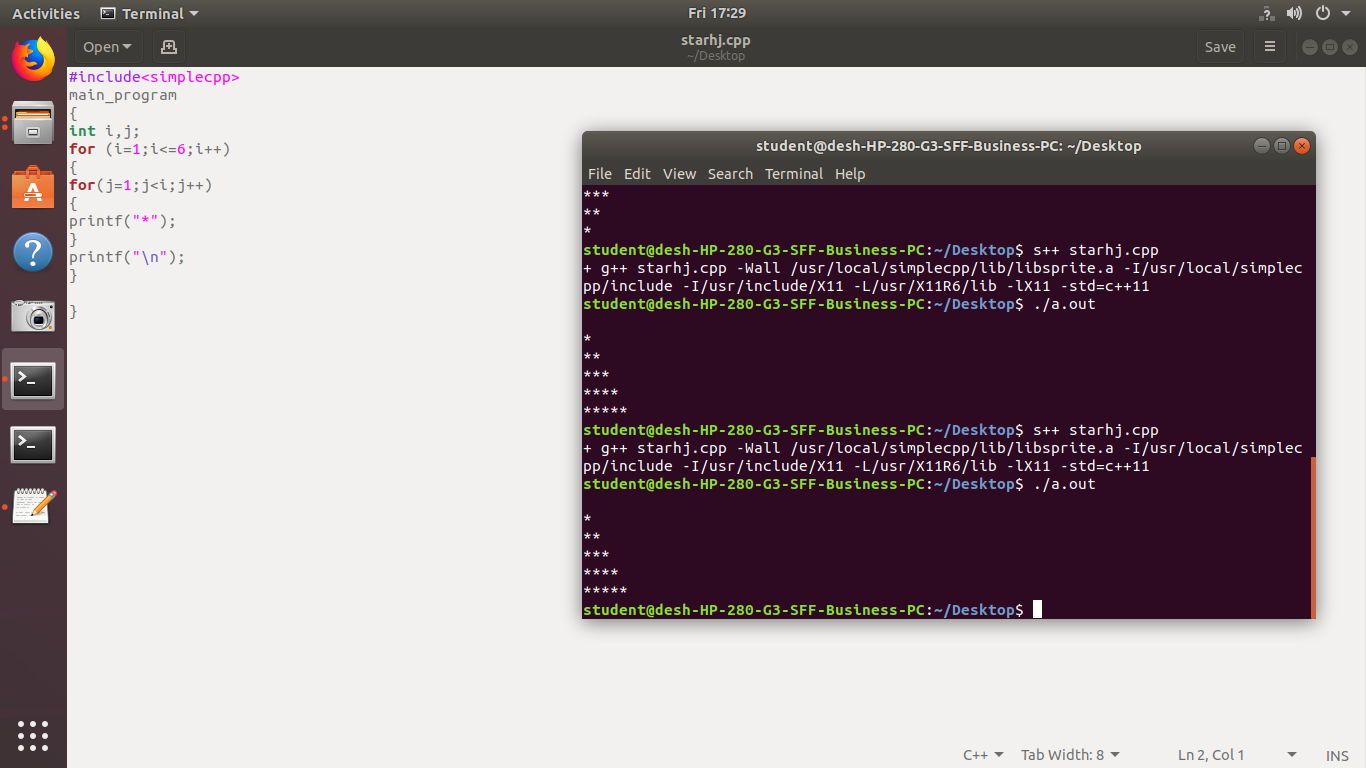 Activities Terminal Fri 17:29
Open starhj.cpp Save
~/Desktop
#include<simplecpp>
main_program
{
int i,j;
for (i=1;i<=6;i++)
{
for(j=1;j<i;j++)
{
printf("*");
}
printf("\n");
}
}
student@desh-HP-280-G3-SFF-Business-PC: ~/Desktop
File Edit View Search Terminal Help
***
**
*
student@desh-HP-280-G3-SFF-Business-PC:~/Desktop$ s++ starhj.cpp
+ g++ starhj.cpp -Wall /usr/local/simplecpp/lib/libsprite.a -I/usr/local/simplec
pp/include -I/usr/include/X11 -L/usr/X11R6/lib -lX11 -std=c++11
student@desh-HP-280-G3-SFF-Business-PC:~/Desktop$ ./a.out
*
**
***
****
*****
student@desh-HP-280-G3-SFF-Business-PC:~/Desktop$ s++ starhj.cpp
+ g++ starhj.cpp -Wall /usr/local/simplecpp/lib/libsprite.a -I/usr/local/simplec
pp/include -I/usr/include/X11 -L/usr/X11R6/lib -lX11 -std=c++11
student@desh-HP-280-G3-SFF-Business-PC:~/Desktop$ ./a.out
*
**
***
****
*****
student@desh-HP-280-G3-SFF-Business-PC:~/Desktop$
C++ Tab Width: 8 Ln 2, Col 1 INS